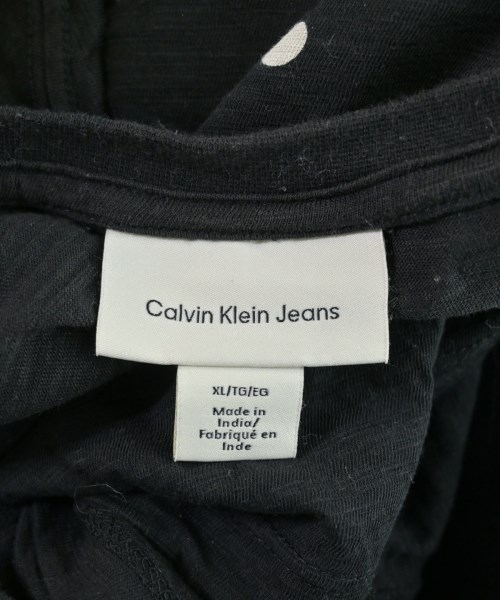 Calvin Klein Jeans
XL/TG/EG
Made in
India/
Fabriqué en
Inde